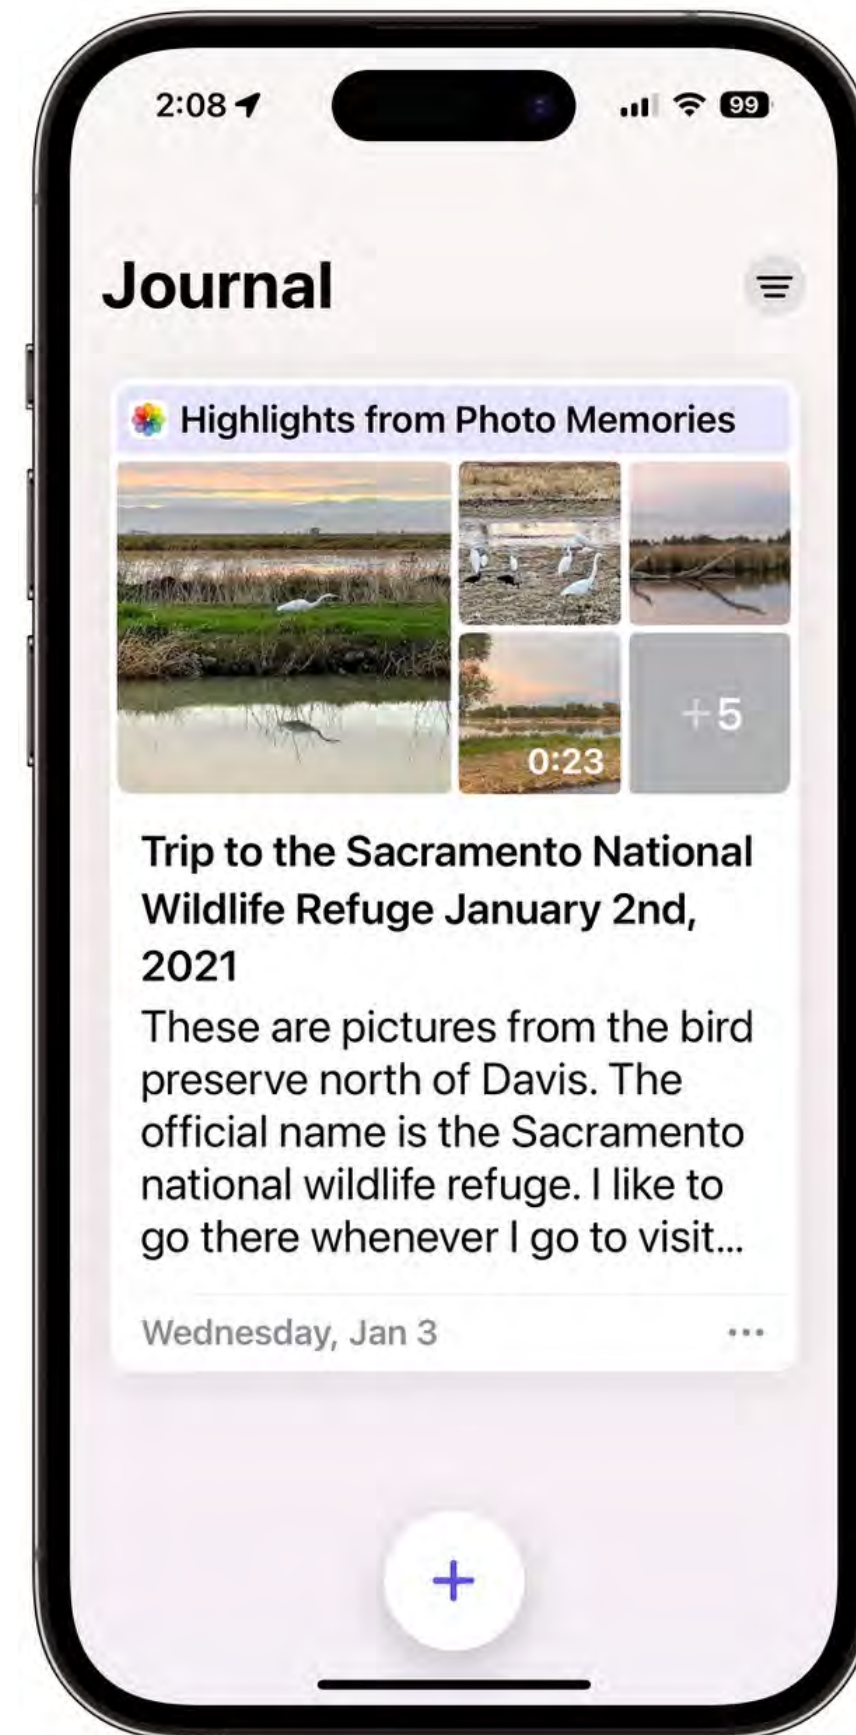 2:08
99
Journal
Highlights from Photo Memories
0:23
+5
Trip to the Sacramento National
Wildlife Refuge January 2nd,
2021
These are pictures from the bird
preserve north of Davis. The
official name is the Sacramento
national wildlife refuge. I like to
go there whenever I go to visit...
Wednesday, Jan 3